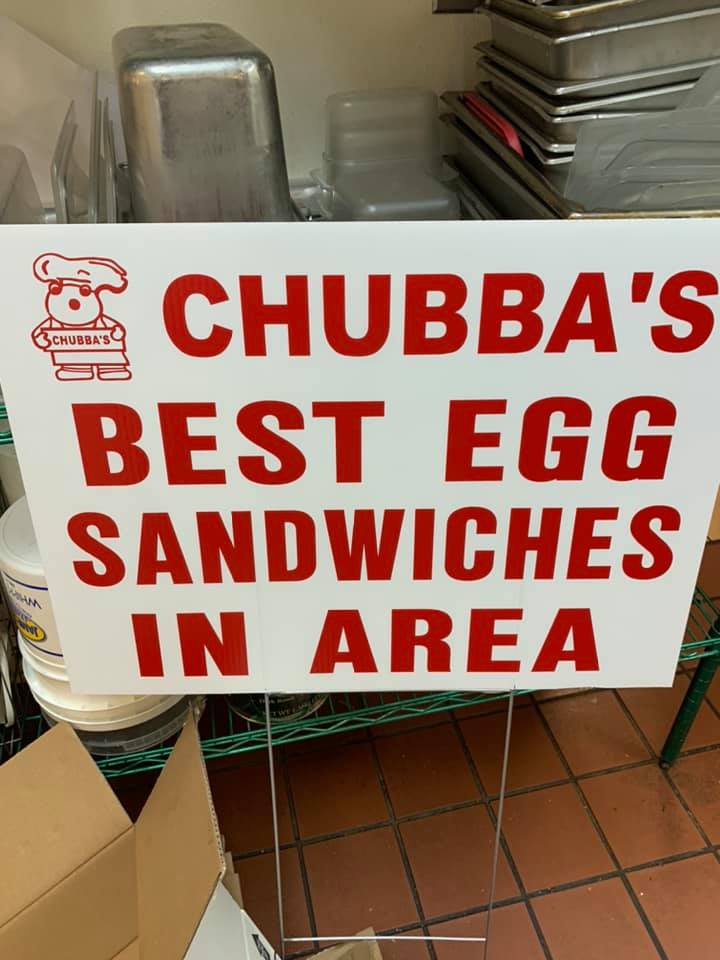 CHUBBA'S
CHUBBA'S
BEST EGG
SANDWICHES
IN AREA